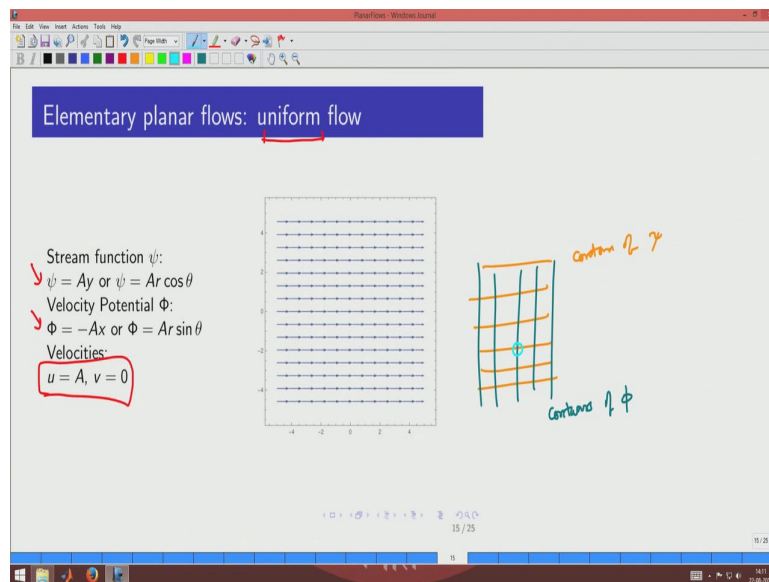 PlanarFlows - Windows Journal
File Edit View Insert Actions Tools Help
Page Width
Elementary planar flows: uniform flow
Stream function ψ:
ψ = Ay or ψ = Ar cos θ
Velocity Potential Φ:
Φ = −Ax or Φ = Ar sin θ
Velocities:
u = A, v = 0
4
2
0
-2
-4
-4 -2 0 2 4
contours of ψ
contours of ϕ
15 / 25
15 / 25
15
14:11